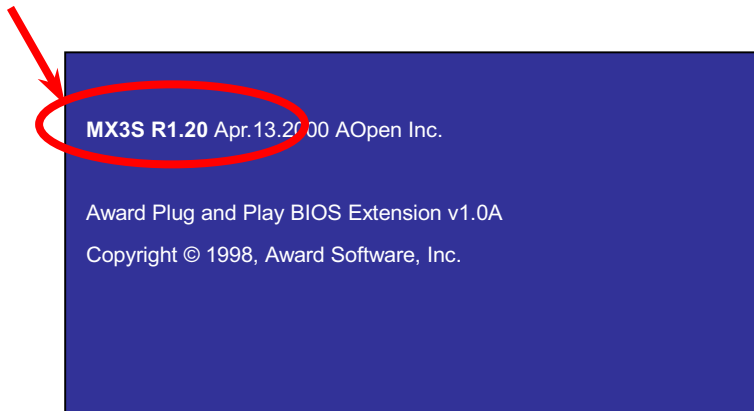 MX3S R1.20 Apr.13.2000 AOpen Inc.
Award Plug and Play BIOS Extension v1.0A
Copyright © 1998, Award Software, Inc.